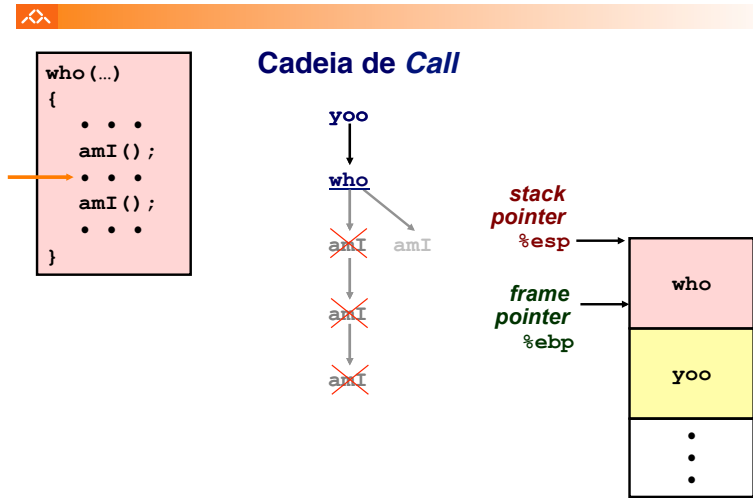 Cadeia de Call
who(…)
{
• • •
amI();
• • •
amI();
• • •
}
yoo
who
amI amI
amI
amI
stack
pointer
%esp
frame
pointer
%ebp
who
yoo
•
•
•